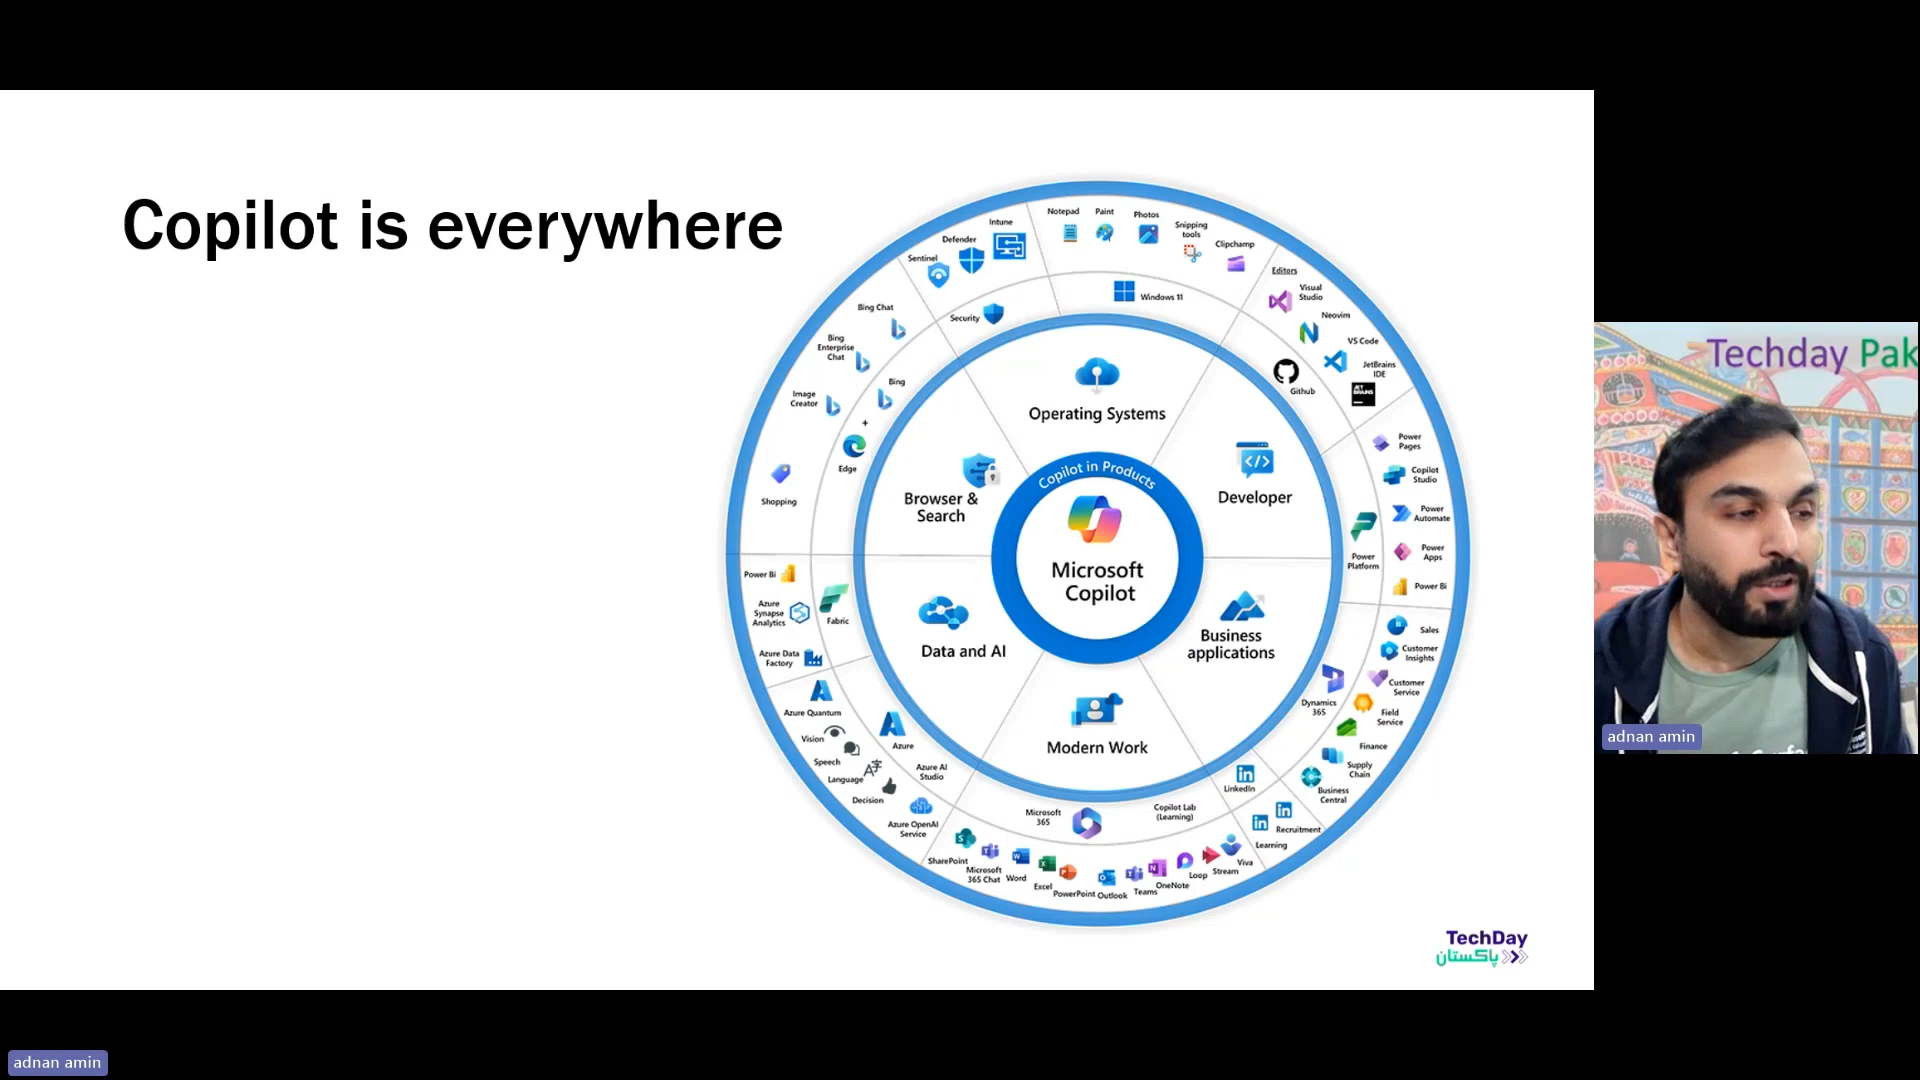 Copilot is everywhere
Intune
Defender
Sentinel
Notepad
Paint
Photos
Snipping
tools
Clipchamp
Windows 11
Security
Editors
Visual
Studio
Neovim
VS Code
JetBrains
IDE
JET
BRAINS
Github
Bing Chat
Bing
Enterprise
Chat
Image
Creator
Bing
+
Edge
Shopping
Operating Systems
Browser &
Search
Developer
Copilot in Products
Microsoft
Copilot
Data and AI
Business
applications
Modern Work
Power
Pages
Copilot
Studio
Power
Automate
Power
Apps
Power Bi
Power
Platform
Power Bi
Azure
Synapse
Analytics
Fabric
Azure Data
Factory
Azure Quantum
Vision
Speech
Language
Decision
Azure OpenAI
Service
Azure
Azure AI
Studio
Sales
Customer
Insights
Customer
Service
Dynamics
365
Field
Service
Finance
Supply
Chain
Business
Central
LinkedIn
Recruitment
Learning
Microsoft
365
Copilot Lab
(Learning)
SharePoint
Microsoft
365 Chat
Word
Excel
PowerPoint
Outlook
Teams
OneNote
Loop
Stream
Viva
TechDay
پاکستان
Techday Pak
adnan amin
adnan amin